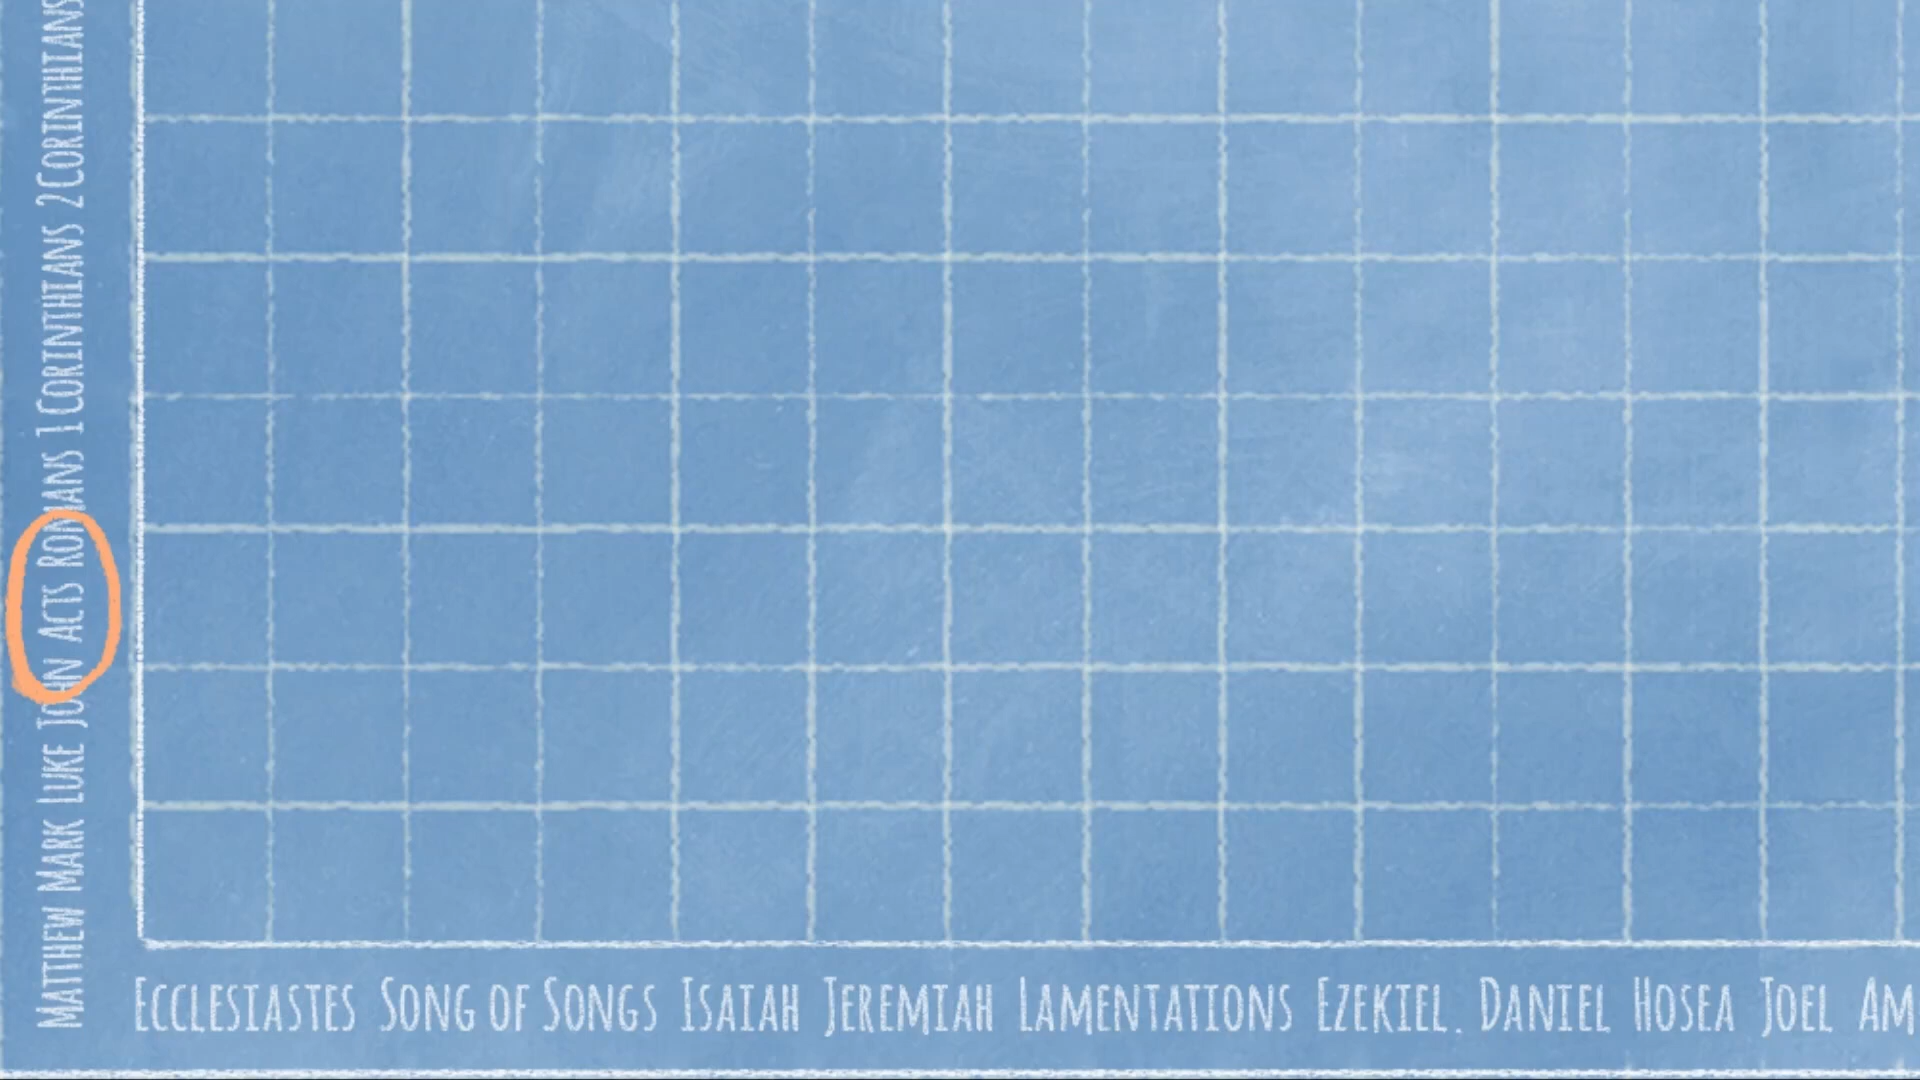 Matthew Mark Luke John Acts Romans 1 Corinthians 2 Corinthians
Ecclesiastes Song of Songs Isaiah Jeremiah Lamentations Ezekiel. Daniel Hosea Joel Am